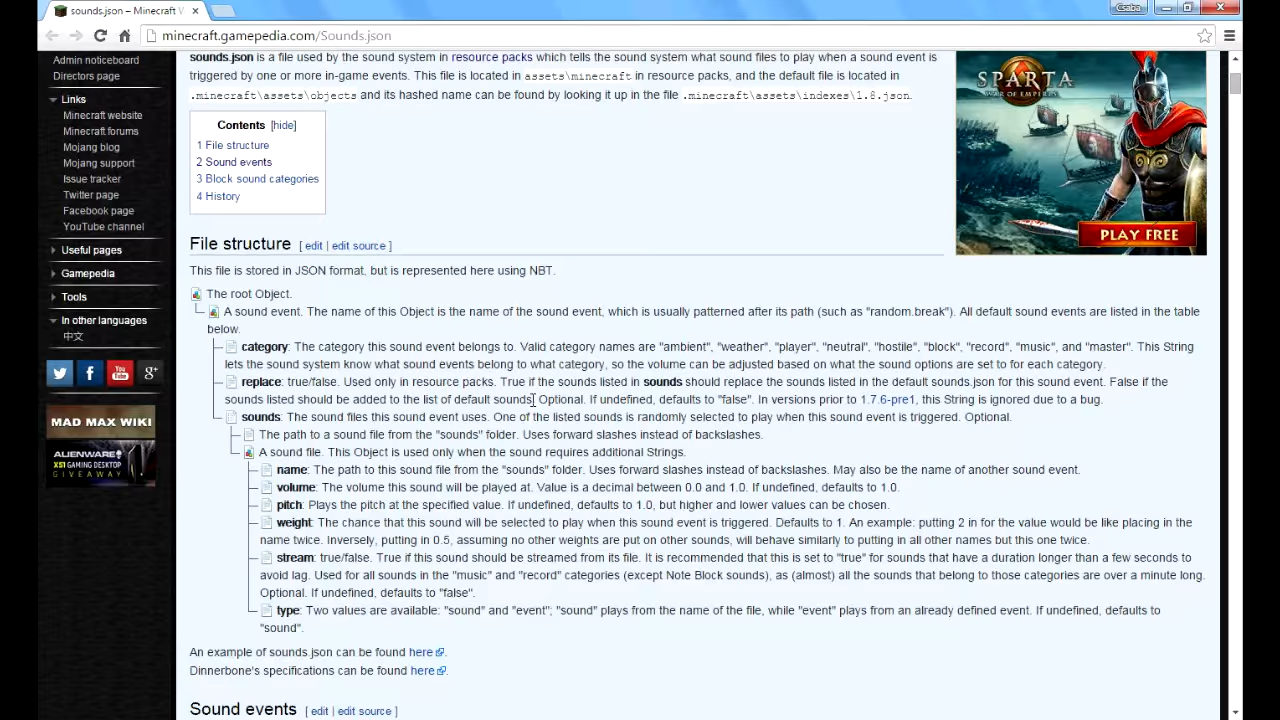 sounds.json – Minecraft W
Csaba
minecraft.gamepedia.com/Sounds.json
Admin noticeboard
Directors page
Links
Minecraft website
Minecraft forums
Mojang blog
Mojang support
Issue tracker
Twitter page
Facebook page
YouTube channel
Useful pages
Gamepedia
Tools
In other languages
中文
MAD MAX WIKI
ALIENWARE
X51 GAMING DESKTOP
GIVEAWAY
sounds.json is a file used by the sound system in resource packs which tells the sound system what sound files to play when a sound event is
triggered by one or more in-game events. This file is located in assets\minecraft in resource packs, and the default file is located in
.minecraft\assets and its hashed name can be found by looking it up in the file .minecraft\assets\indexes\1.8.json.
Contents [hide]
1 File structure
2 Sound events
3 Block sound categories
4 History
SPARTA
WAR OF EMPIRES
PLAY FREE
File structure [ edit | edit source ]
This file is stored in JSON format, but is represented here using NBT.
The root Object.
A sound event. The name of this Object is the name of the sound event, which is usually patterned after its path (such as "random.break"). All default sound events are listed in the table
below.
category: The category this sound event belongs to. Valid category names are "ambient", "weather", "player", "neutral", "hostile", "block", "record", "music", and "master". This String
lets the sound system know what sound events belong to what category, so the volume can be adjusted based on what the sound options are set to for each category.
replace: true/false. Used only in resource packs. True if the sounds listed in sounds should replace the sounds listed in the default sounds.json for this sound event. False if the
sounds listed should be added to the list of default sounds. Optional. If undefined, defaults to "false". In versions prior to 1.7.6-pre1, this String is ignored due to a bug.
sounds: The sound files this sound event uses. One of the listed sounds is randomly selected to play when this sound event is triggered. Optional.
The path to a sound file from the "sounds" folder. Uses forward slashes instead of backslashes.
A sound file. This Object is used only when the sound requires additional Strings.
name: The path to this sound file from the "sounds" folder. Uses forward slashes instead of backslashes. May also be the name of another sound event.
volume: The volume this sound will be played at. Value is a decimal between 0.0 and 1.0. If undefined, defaults to 1.0.
pitch: Plays the pitch at the specified value. If undefined, defaults to 1.0, but higher and lower values can be chosen.
weight: The chance that this sound will be selected to play when this sound event is triggered. Defaults to 1. An example: putting 2 in for the value would be like placing in the
name twice. Inversely, putting in 0.5, assuming no other weights are put on other sounds, will behave similarly to putting in all other names but this one twice.
stream: true/false. True if this sound should be streamed from its file. It is recommended that this is set to "true" for sounds that have a duration longer than a few seconds to
avoid lag. Used for all sounds in the "music" and "record" categories (except Note Block sounds), as (almost) all the sounds that belong to those categories are over a minute long.
Optional. If undefined, defaults to "false".
type: Two values are available: "sound" and "event"; "sound" plays from the name of the file, while "event" plays from an already defined event. If undefined, defaults to
"sound".
An example of sounds.json can be found here.
Dinnerbone's specifications can be found here.
Sound events [ edit | edit source ]